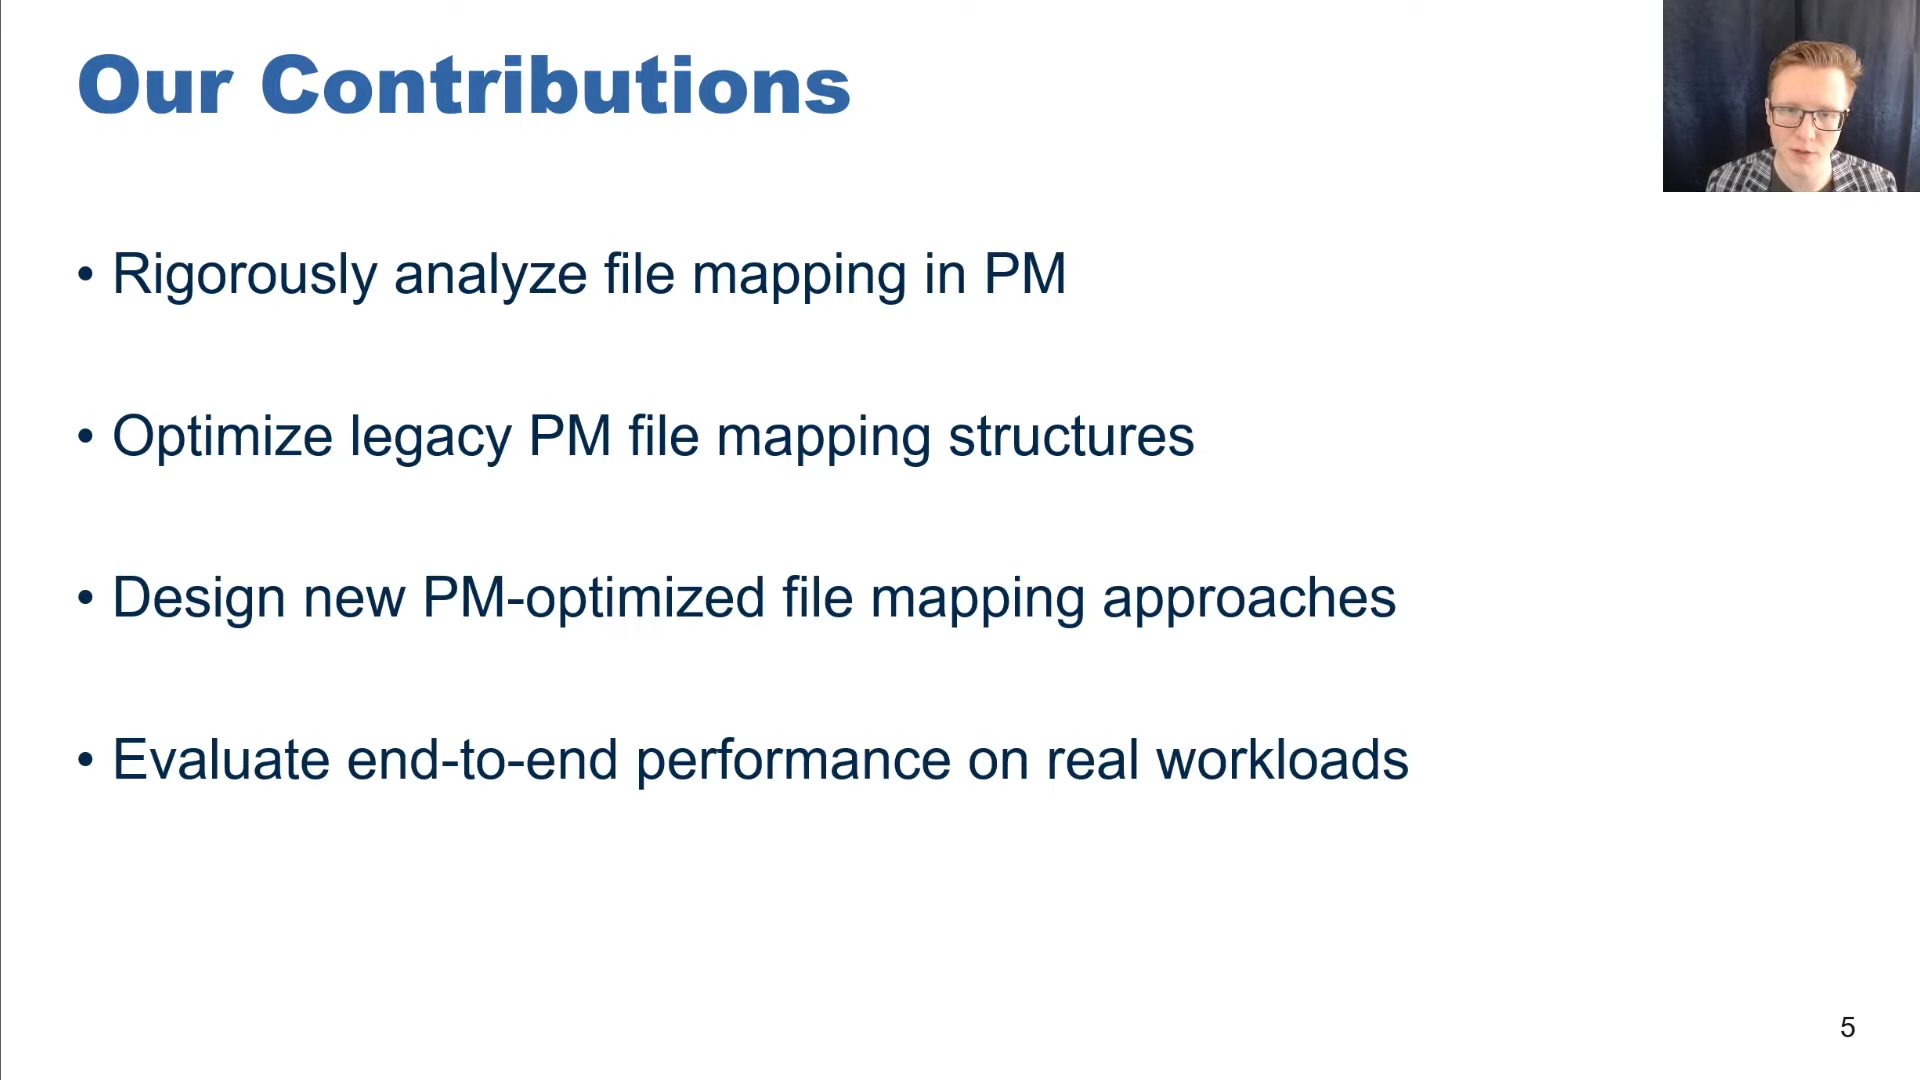 Our Contributions
• Rigorously analyze file mapping in PM
• Optimize legacy PM file mapping structures
• Design new PM-optimized file mapping approaches
• Evaluate end-to-end performance on real workloads
5